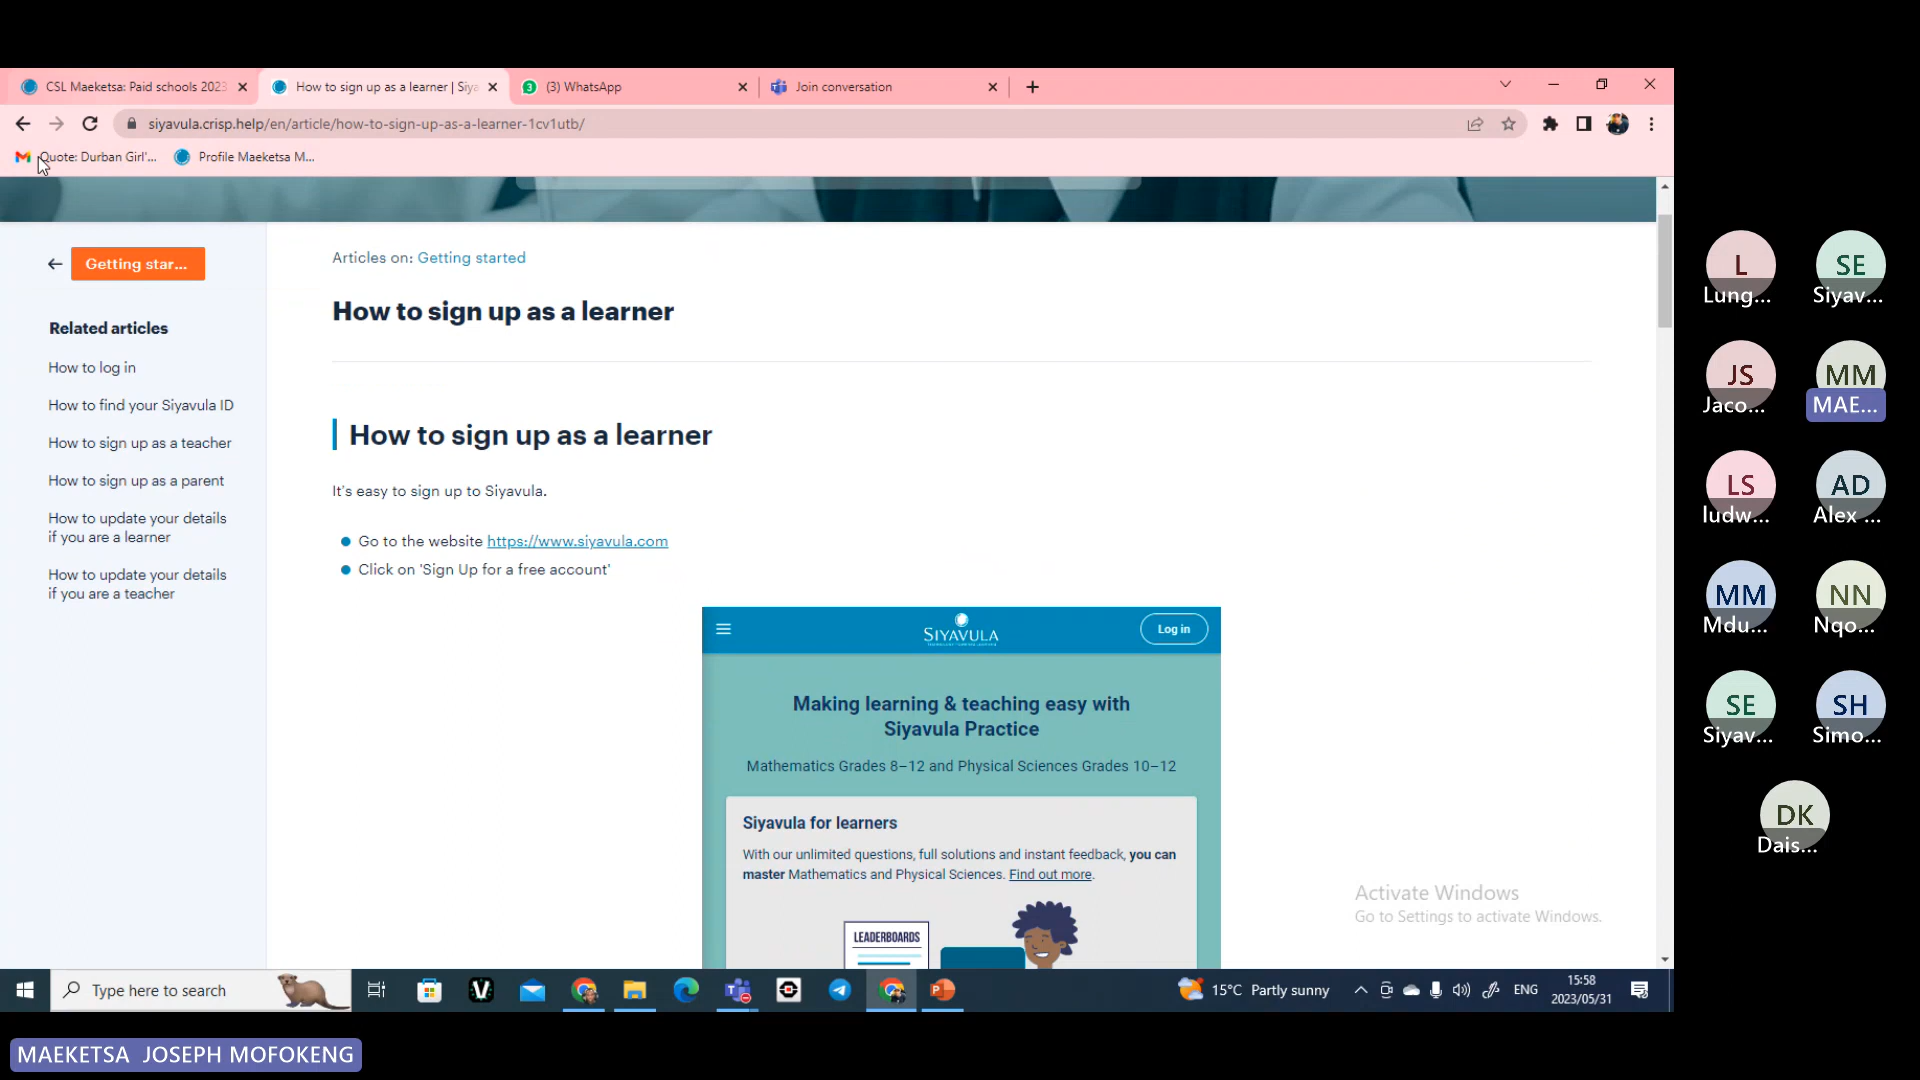 CSL Maeketsa: Paid schools 2023
How to sign up as a learner | Siya
(3) WhatsApp
Join conversation
siyavula.crisp.help/en/article/how-to-sign-up-as-a-learner-1cv1utb/
Quote: Durban Girl'...
Profile Maeketsa M...
Getting star...
Related articles
How to log in
How to find your Siyavula ID
How to sign up as a teacher
How to sign up as a parent
How to update your details
if you are a learner
How to update your details
if you are a teacher
Articles on: Getting started
How to sign up as a learner
How to sign up as a learner
It's easy to sign up to Siyavula.
Go to the website https://www.siyavula.com
Click on 'Sign Up for a free account'
SIYAVULA
Log in
Making learning & teaching easy with
Siyavula Practice
Mathematics Grades 8–12 and Physical Sciences Grades 10–12
Siyavula for learners
With our unlimited questions, full solutions and instant feedback, you can
master Mathematics and Physical Sciences. Find out more.
LEADERBOARDS
Activate Windows
Go to Settings to activate Windows.
L
Lung...
SE
Siyav...
JS
Jaco...
MM
MAE...
LS
ludw...
AD
Alex ...
MM
Mdu...
NN
Nqo...
SE
Siyav...
SH
Simo...
DK
Dais...
Type here to search
15°C Partly sunny
ENG
15:58
2023/05/31
MAEKETSA JOSEPH MOFOKENG